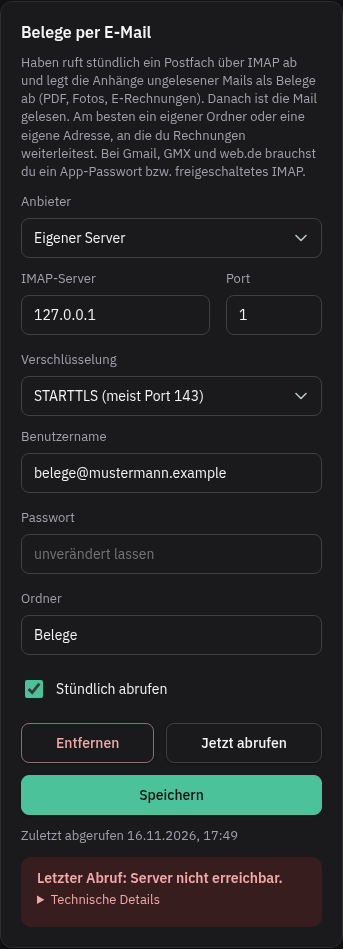 Belege per E-Mail
Haben ruft stündlich ein Postfach über IMAP ab
und legt die Anhänge ungelesener Mails als Belege
ab (PDF, Fotos, E-Rechnungen). Danach ist die Mail
gelesen. Am besten ein eigener Ordner oder eine
eigene Adresse, an die du Rechnungen
weiterleitest. Bei Gmail, GMX und web.de brauchst
du ein App-Passwort bzw. freigeschaltetes IMAP.
Anbieter
Eigener Server
IMAP-Server Port
127.0.0.1 1
Verschlüsselung
STARTTLS (meist Port 143)
Benutzername
belege@mustermann.example
Passwort
unverändert lassen
Ordner
Belege
Stündlich abrufen
Entfernen Jetzt abrufen
Speichern
Zuletzt abgerufen 16.11.2026, 17:49
Letzter Abruf: Server nicht erreichbar.
Technische Details